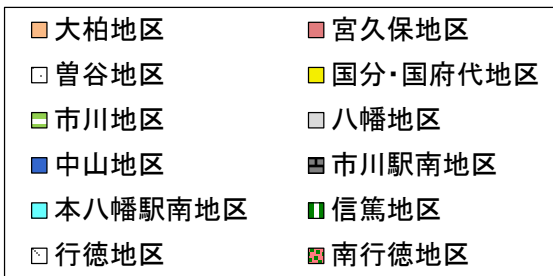 大柏地区
宮久保地区
曽谷地区
国分・国府代地区
市川地区
八幡地区
中山地区
市川駅南地区
本八幡駅南地区
信篤地区
行徳地区
南行徳地区